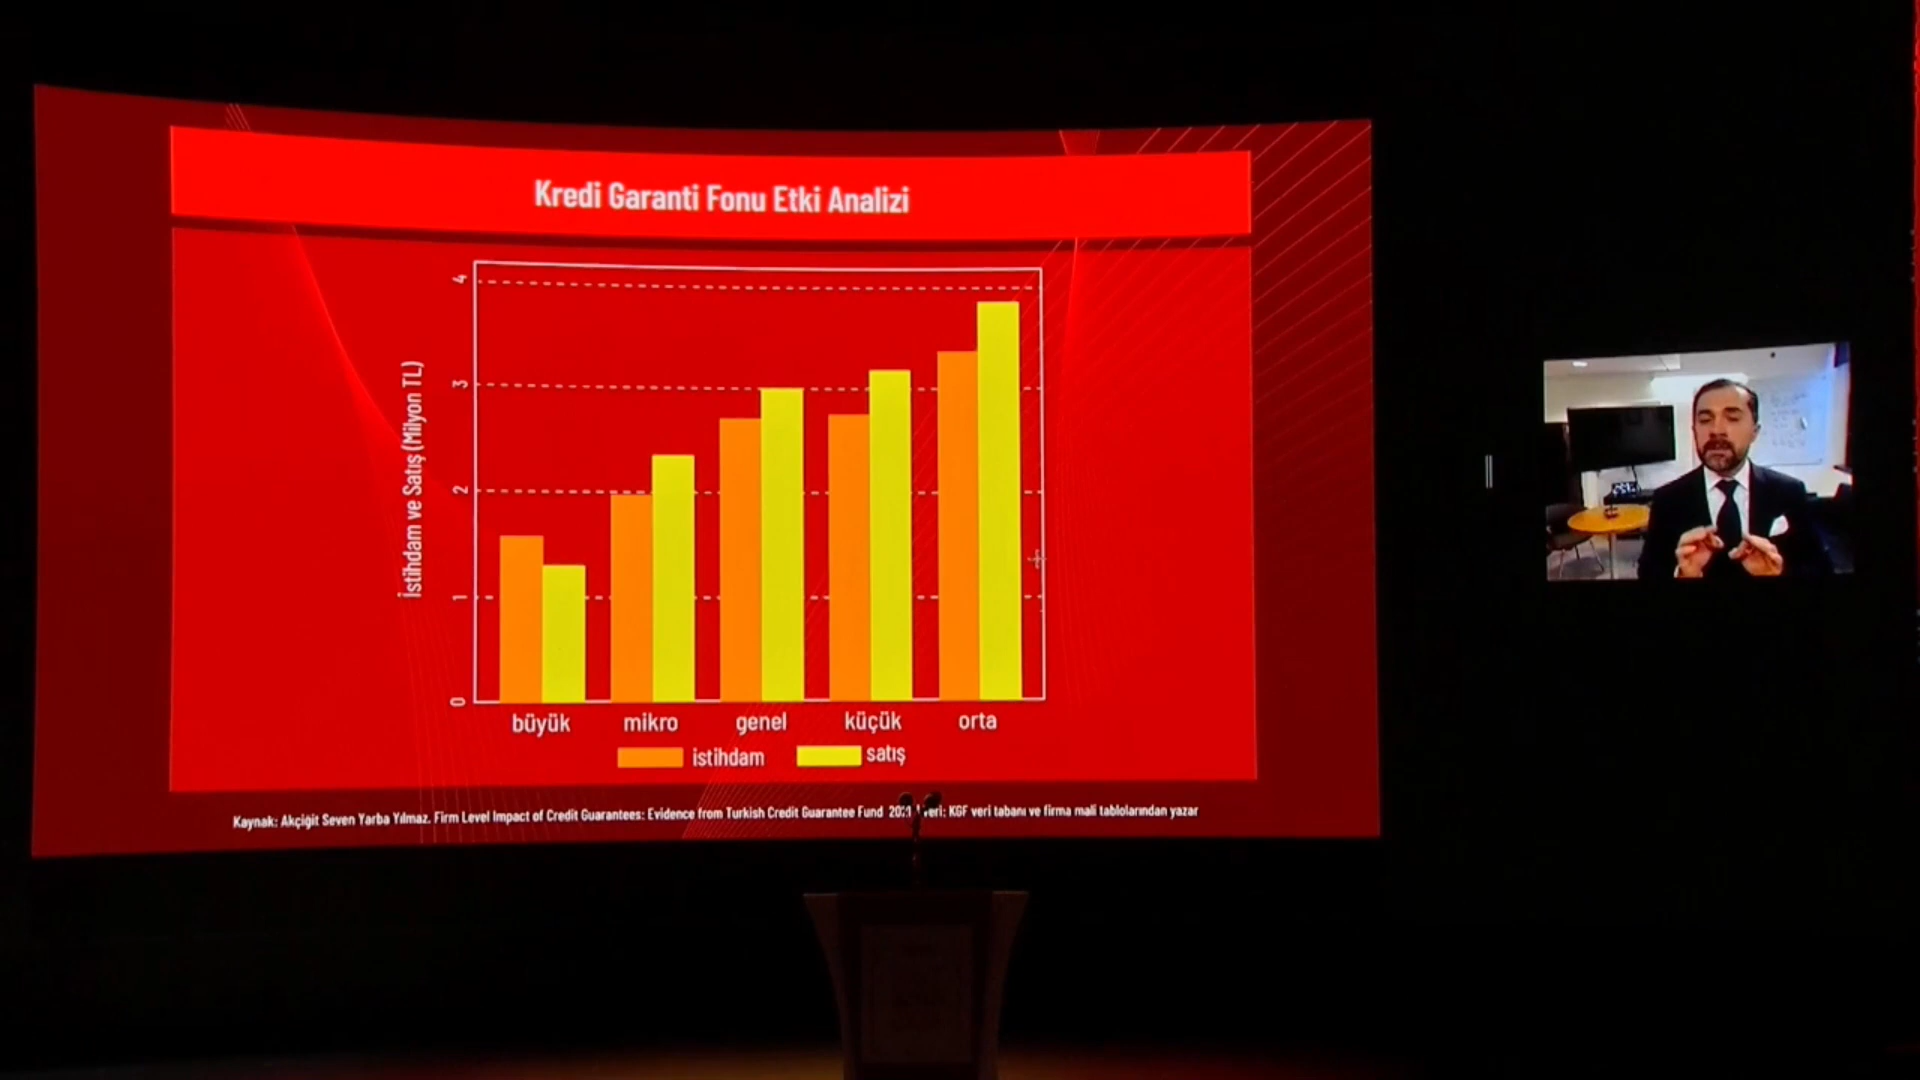 Kredi Garanti Fonu Etki Analizi
İstihdam ve Satış (Milyon TL)
4
3
2
1
0
büyük mikro genel küçük orta
istihdam satış
Kaynak: Akçiğit Seven Yarba Yılmaz. Firm Level Impact of Credit Guarantees: Evidence from Turkish Credit Guarantee Fund KGF veri tabanı ve firma mali tablolarından yazar